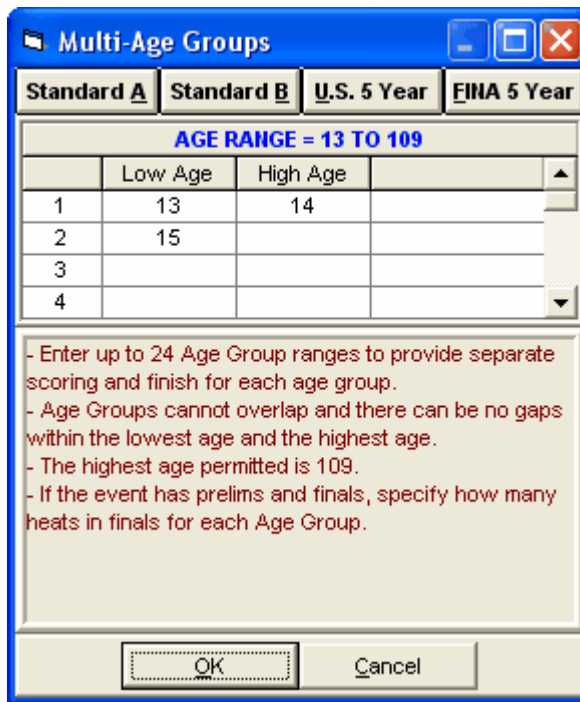 Multi-Age Groups
Standard A Standard B U.S. 5 Year FINA 5 Year
AGE RANGE = 13 TO 109
Low Age High Age
1 13 14
2 15
3
4
- Enter up to 24 Age Group ranges to provide separate
scoring and finish for each age group.
- Age Groups cannot overlap and there can be no gaps
within the lowest age and the highest age.
- The highest age permitted is 109.
- If the event has prelims and finals, specify how many
heats in finals for each Age Group.
OK Cancel